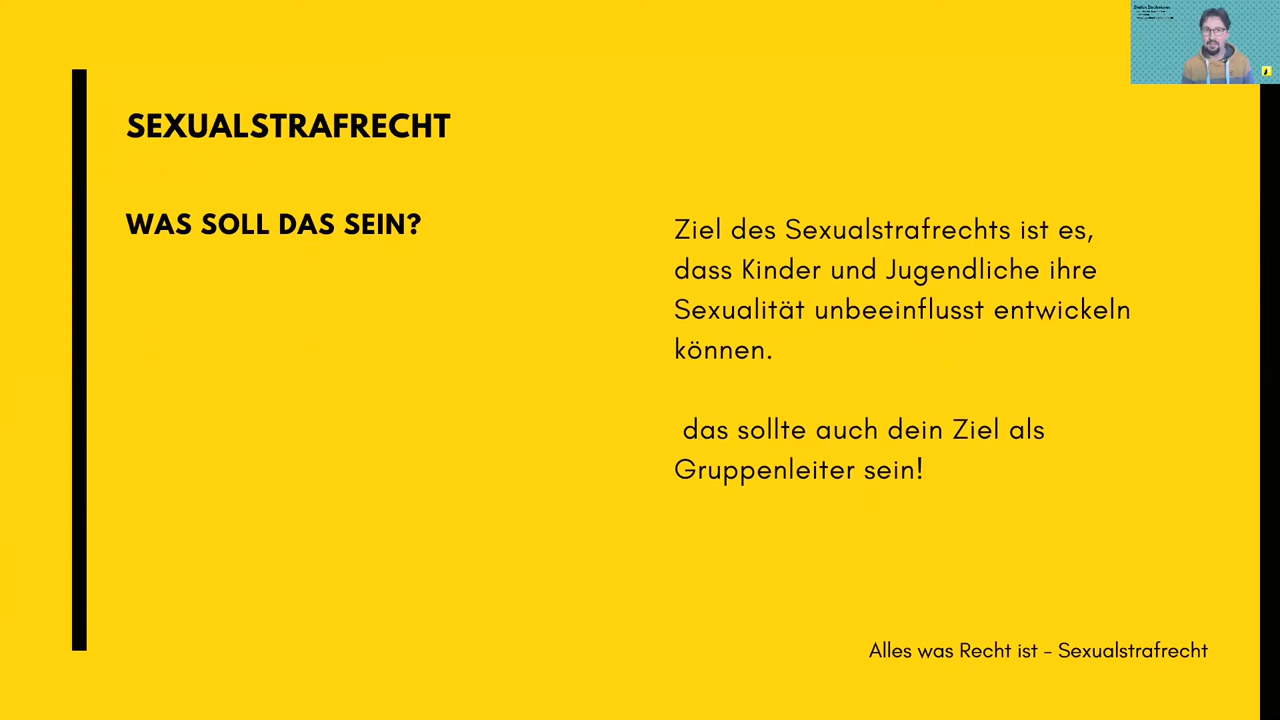 SEXUALSTRAFRECHT
WAS SOLL DAS SEIN?
Ziel des Sexualstrafrechts ist es,
dass Kinder und Jugendliche ihre
Sexualität unbeeinflusst entwickeln
können.
das sollte auch dein Ziel als
Gruppenleiter sein!
Alles was Recht ist - Sexualstrafrecht